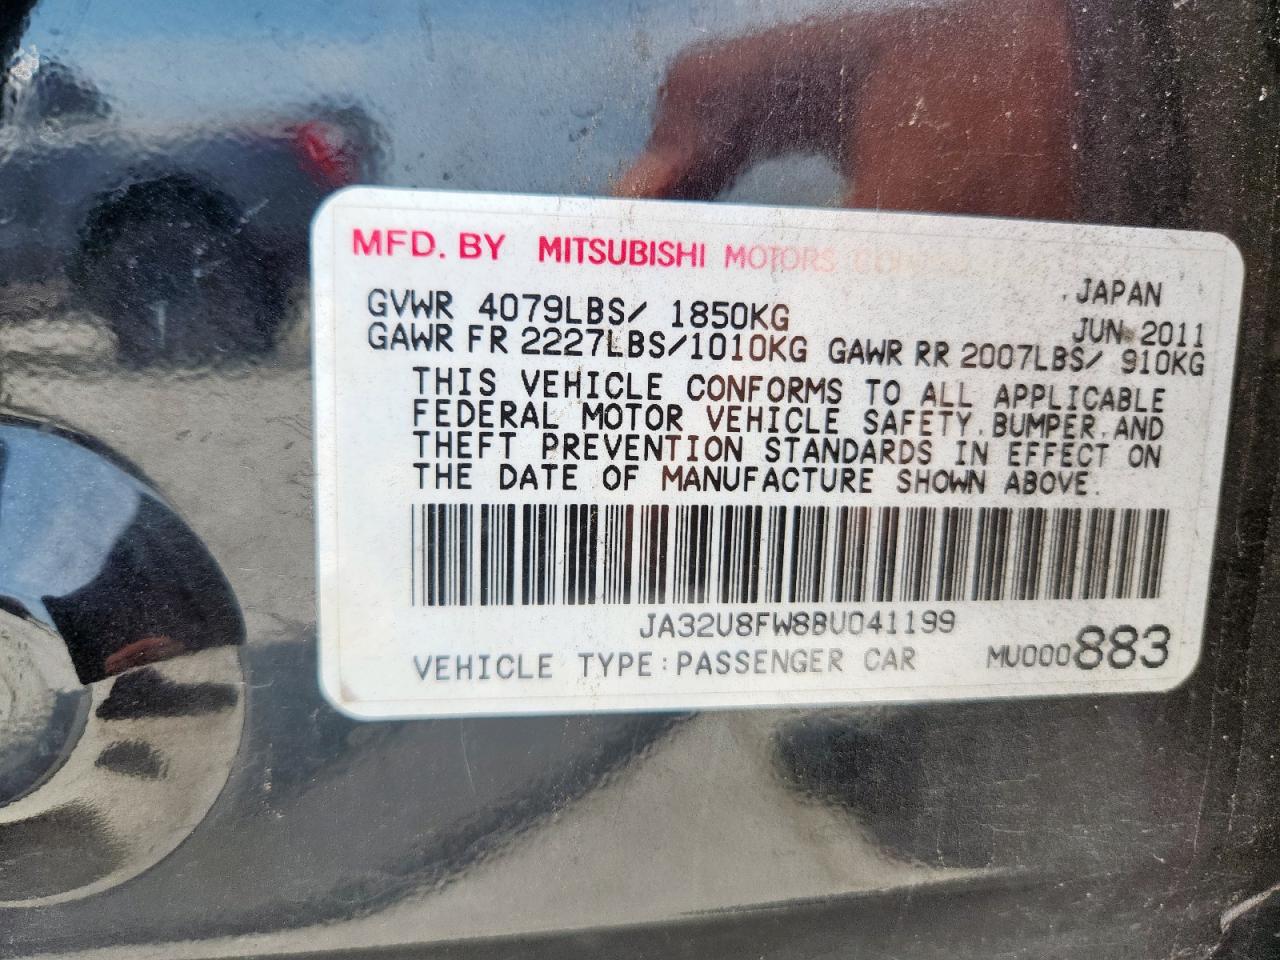 MFD. BY MITSUBISHI MOTORS
JAPAN
GVWR 4079LBS/ 1850KG JUN 2011
GAWR FR 2227LBS/1010KG GAWR RR 2007LBS/ 910KG
THIS VEHICLE CONFORMS TO ALL APPLICABLE
FEDERAL MOTOR VEHICLE SAFETY,BUMPER,AND
THEFT PREVENTION STANDARDS IN EFFECT ON
THE DATE OF MANUFACTURE SHOWN ABOVE.
JA32U8FW8BU041199
VEHICLE TYPE:PASSENGER CAR MU000883